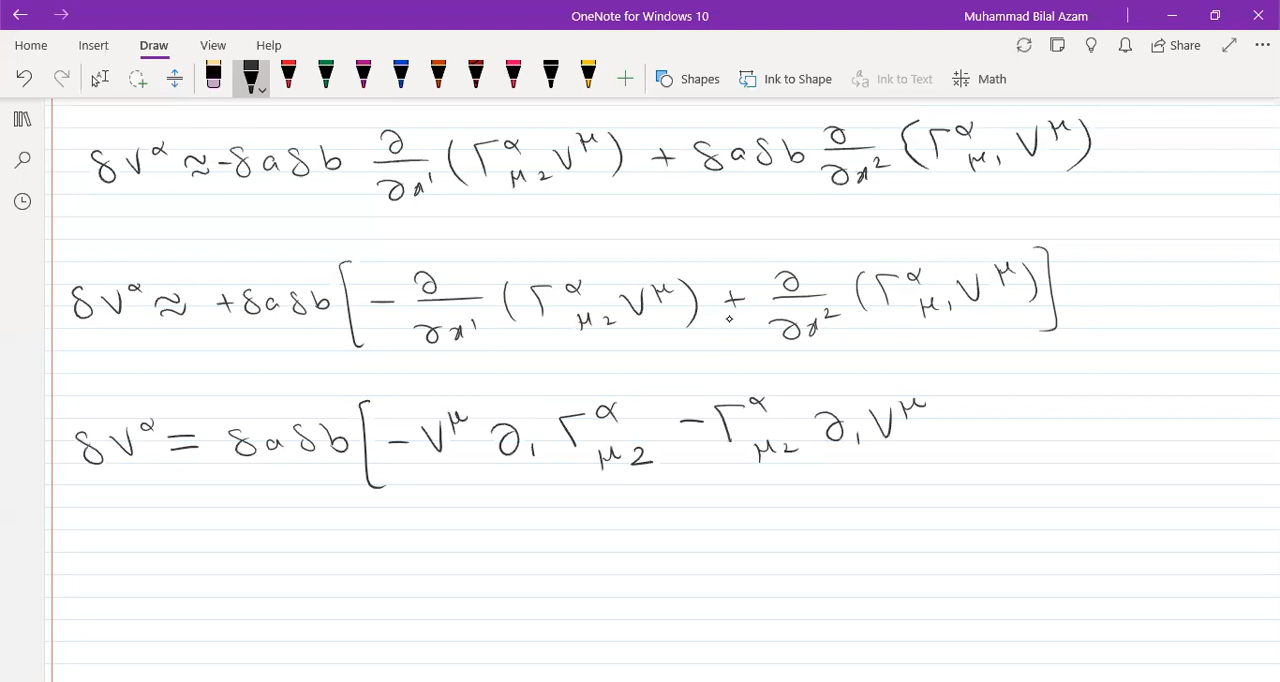 OneNote for Windows 10
Muhammad Bilal Azam
Home Insert Draw View Help
Share
Shapes Ink to Shape Ink to Text Math
δV^α ≈ -δaδb ∂/∂x¹ (Γ^α_{μ2} V^μ) + δaδb ∂/∂x² (Γ^α_{μ1} V^μ)
δV^α ≈ +δaδb [ - ∂/∂x¹ (Γ^α_{μ2} V^μ) + ∂/∂x² (Γ^α_{μ1} V^μ) ]
δV^α = δaδb [ - V^μ ∂₁ Γ^α_{μ2} - Γ^α_{μ2} ∂₁ V^μ